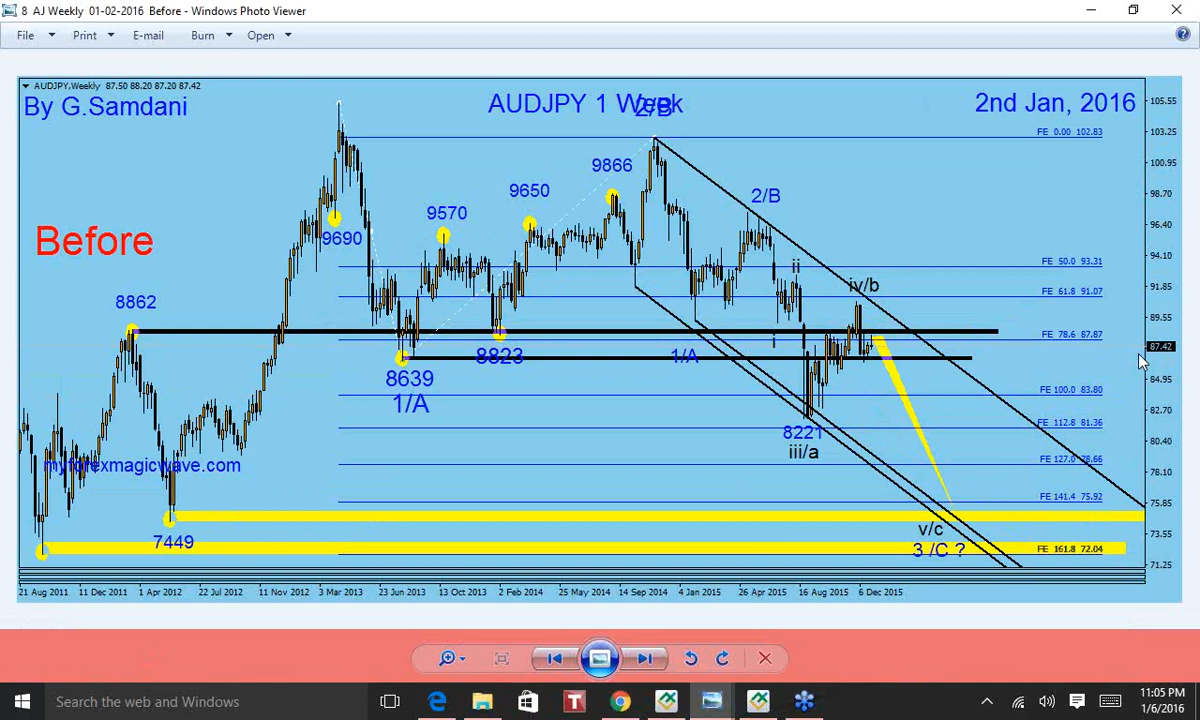 8 AJ Weekly 01-02-2016 Before - Windows Photo Viewer
File Print E-mail Burn Open
AUDJPY,Weekly 87.50 88.20 87.20 87.42
By G.Samdani
AUDJPY 1 Week
2/B
2nd Jan, 2016
105.55
FE 0.00 102.83
103.25
100.95
9866
9650
2/B
98.70
9570
96.40
Before
9690
94.10
FE 50.0 93.31
ii
iv/b
91.85
FE 61.8 91.07
8862
89.55
FE 78.6 87.87
i
87.42
8823
1/A
8639
84.95
FE 100.0 83.80
1/A
82.70
FE 112.8 81.36
8221
80.40
iii/a
myforexmagicwave.com
FE 127.0 78.66
78.10
FE 141.4 75.92
75.85
v/c
7449
73.55
3 /C ?
FE 161.8 72.04
71.25
21 Aug 2011 11 Dec 2011 1 Apr 2012 22 Jul 2012 11 Nov 2012 3 Mar 2013 23 Jun 2013 13 Oct 2013 2 Feb 2014 25 May 2014 14 Sep 2014 4 Jan 2015 26 Apr 2015 16 Aug 2015 6 Dec 2015
Search the web and Windows
11:05 PM
1/6/2016